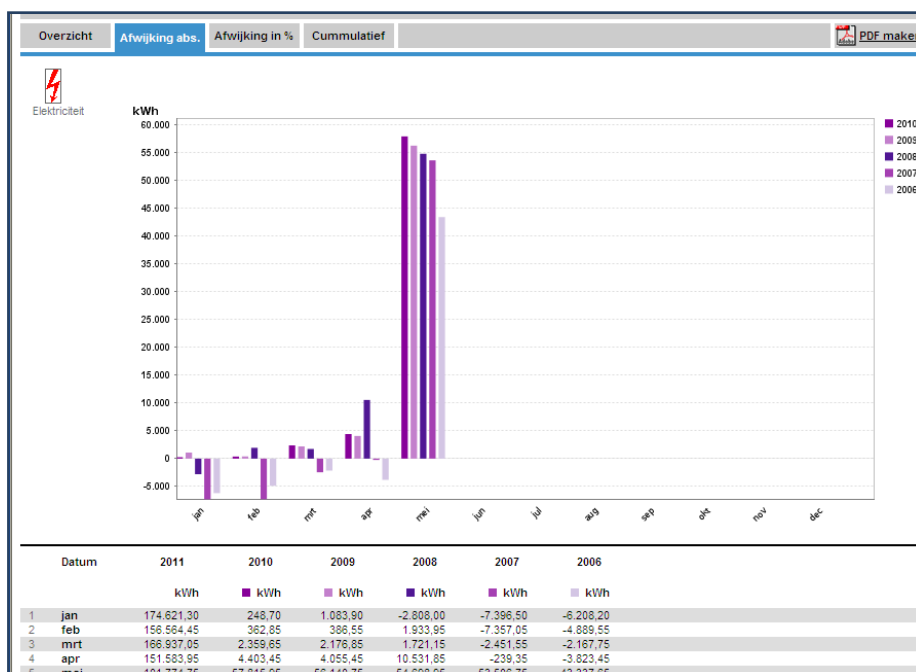 Overzicht Afwijking abs. Afwijking in % Cummulatief PDF maken
Elektriciteit
kWh
60.000
55.000
50.000
45.000
40.000
35.000
30.000
25.000
20.000
15.000
10.000
5.000
0
-5.000
2010
2009
2008
2007
2006
jan feb mrt apr mei jun jul aug sep okt nov dec
Datum 2011 2010 2009 2008 2007 2006
kWh kWh kWh kWh kWh kWh
1 jan 174.621,30 248,70 1.083,90 -2.808,00 -7.396,50 -6.208,20
2 feb 156.564,45 362,85 386,55 1.933,95 -7.357,05 -4.889,55
3 mrt 166.937,05 2.359,65 2.176,85 1.721,15 -2.451,55 -2.167,75
4 apr 151.583,95 4.403,45 4.055,45 10.531,85 -239,35 -3.823,45
5 mei